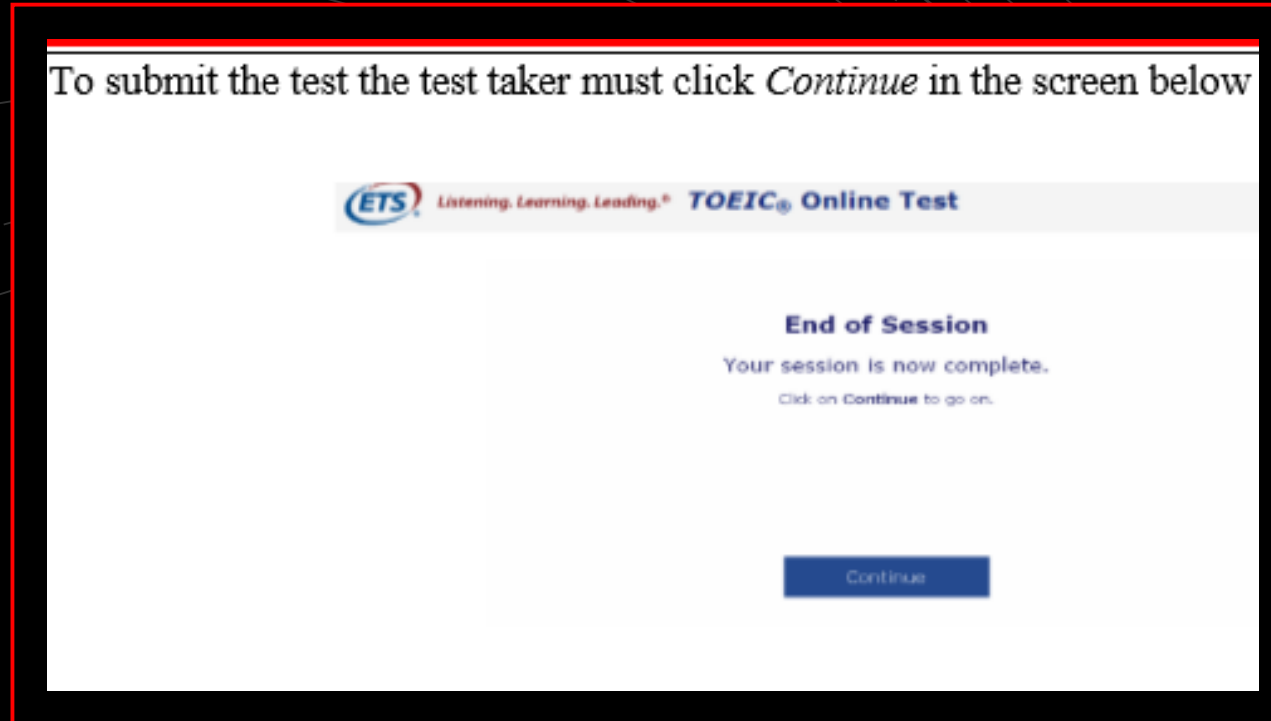 To submit the test the test taker must click Continue in the screen below
ETS Listening. Learning. Leading.® TOEIC® Online Test
End of Session
Your session is now complete.
Click on Continue to go on.
Continue